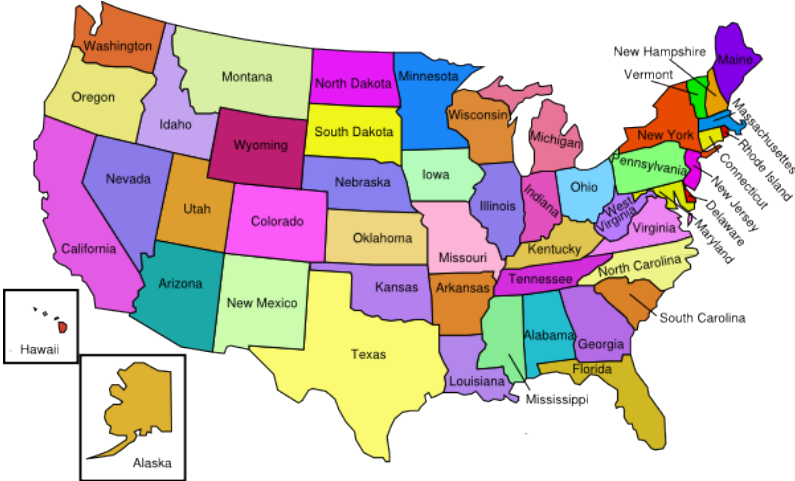 Washington
Montana
North Dakota
Minnesota
New Hampshire
Maine
Vermont
Oregon
Idaho
Wyoming
South Dakota
Wisconsin
Michigan
New York
Massachusettes
Rhode Island
Connecticut
New Jersey
Delaware
Maryland
Nevada
Utah
Colorado
Nebraska
Iowa
Illinois
Indiana
Ohio
Pennsylvania
West
Virginia
Virginia
California
Arizona
New Mexico
Oklahoma
Kansas
Missouri
Kentucky
Tennessee
North Carolina
South Carolina
Arkansas
Texas
Louisiana
Mississippi
Alabama
Georgia
Florida
Hawaii
Alaska